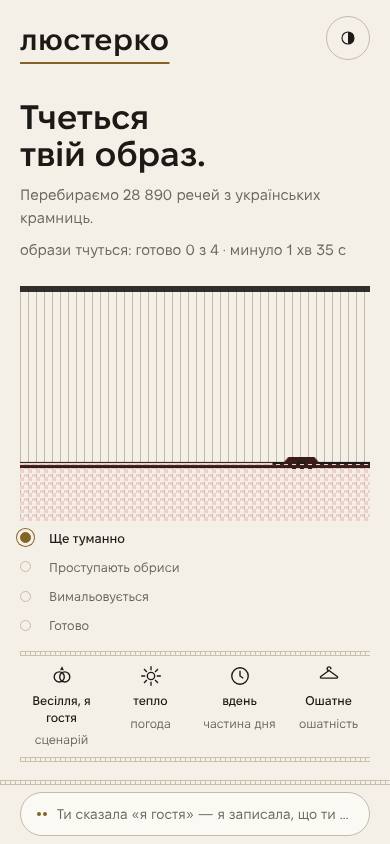 люстерко
Тчеться
твій образ.
Перебираємо 28 890 речей з українських
крамниць.
образи тчуться: готово 0 з 4 · минуло 1 хв 35 с
Ще туманно
Проступають обриси
Вимальовується
Готово
Весілля, я гостя
сценарій
тепло
погода
вдень
частина дня
Ошатне
ошатність
Ти сказала «я гостя» — я записала, що ти ...